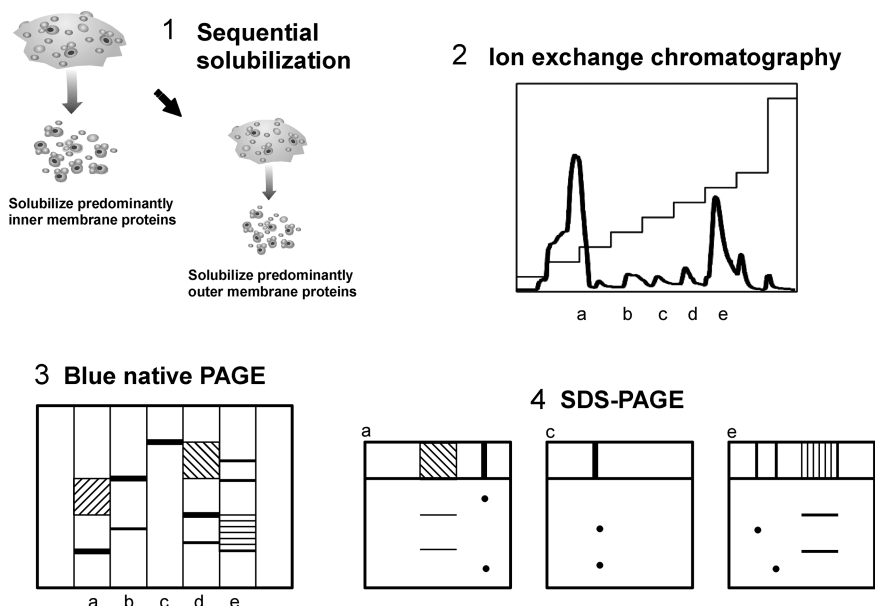 1 Sequential
solubilization
Solubilize predominantly
inner membrane proteins
Solubilize predominantly
outer membrane proteins
2 Ion exchange chromatography
a b c d e
3 Blue native PAGE
a b c d e
4 SDS-PAGE
a c e